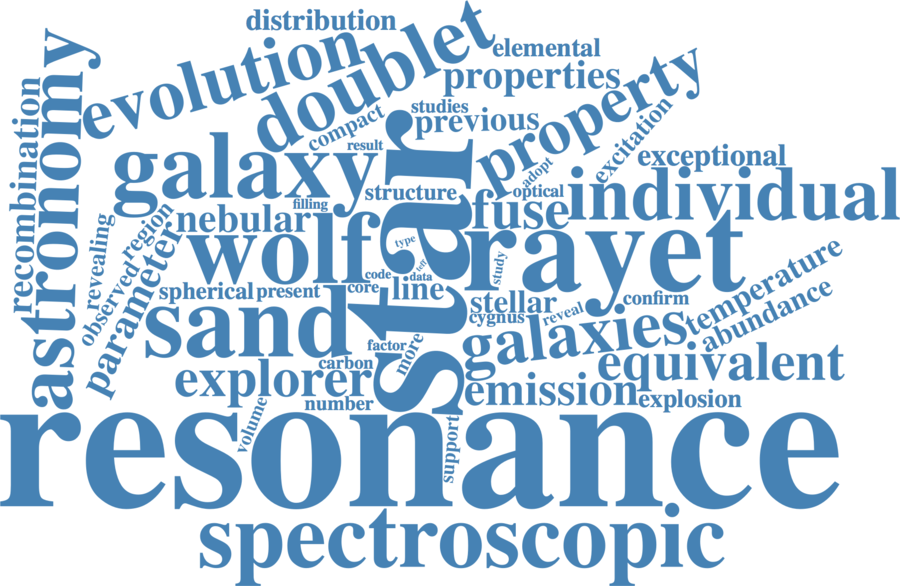 distribution
evolution
doublet
elemental
properties
astronomy
recombination
compact
studies
previous
property
excitation
result
galaxy
star
adopt
exceptional
structure
optical
individual
filling
nebular
fuse
revealing
region
observed
parameter
wolf
type
rayet
study
code
data
teff
spherical
present
core
line
stellar
confirm
temperature
abundance
cygnus
reveal
sand
galaxies
factor
more
carbon
equivalent
explorer
emission
explosion
number
volume
support
resonance
spectroscopic